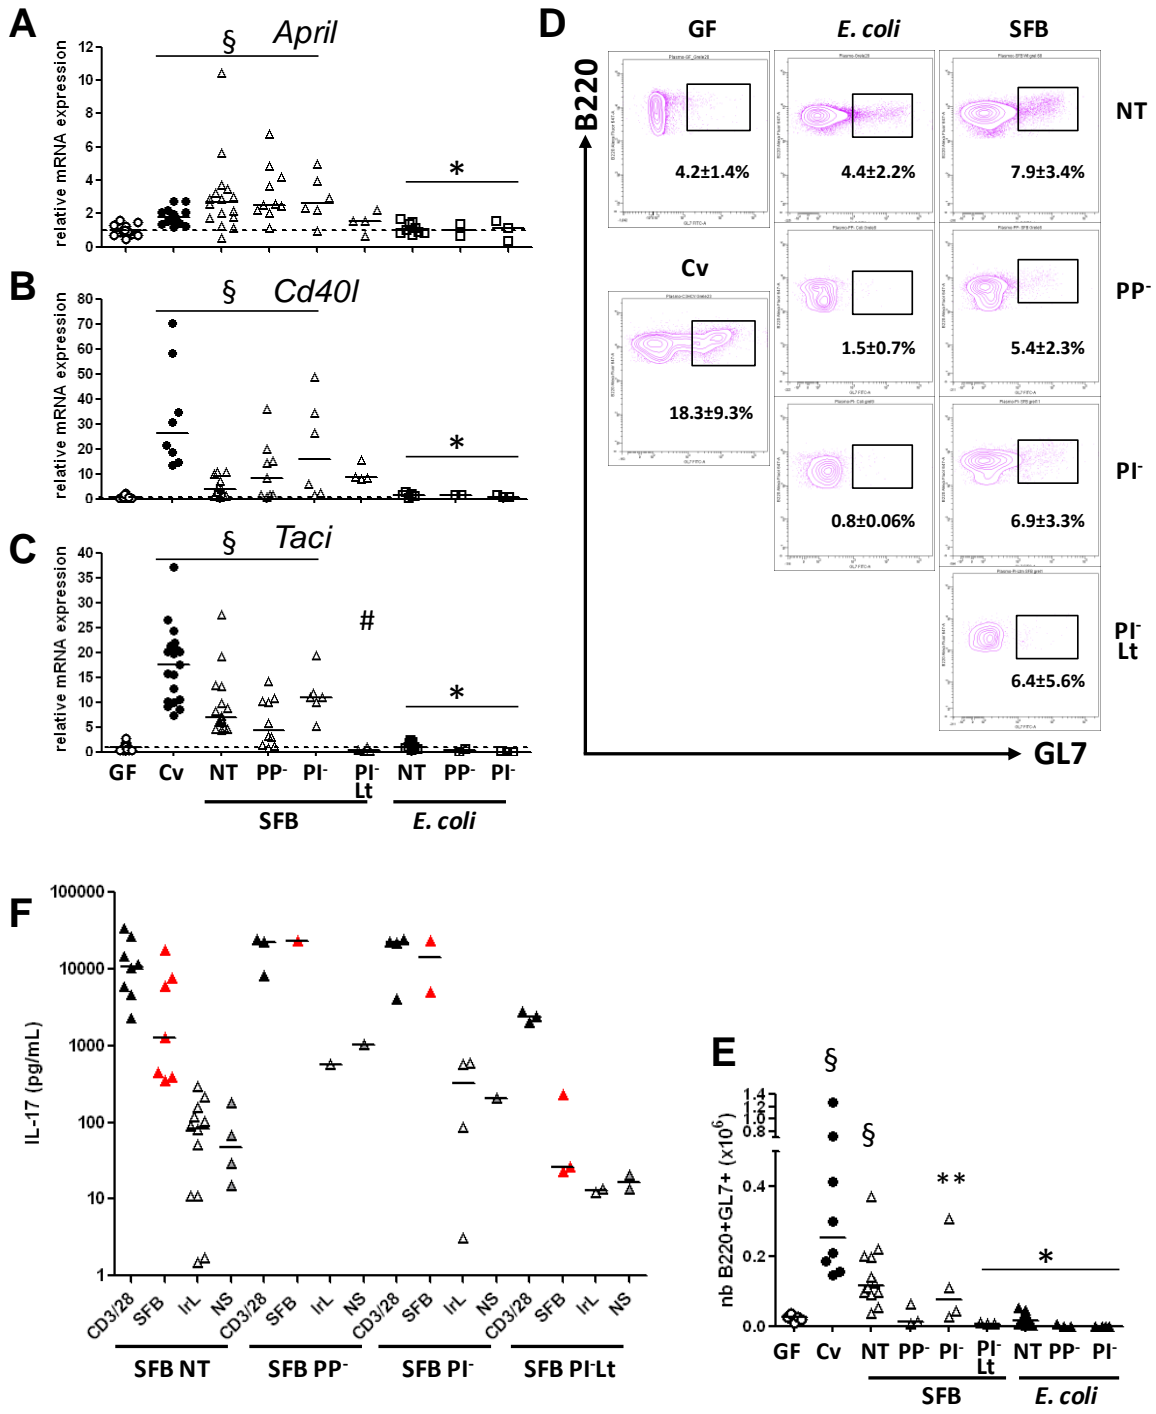 A
April
§
relative mRNA expression
12
10
8
6
4
2
0
*
B
Cd40l
§
relative mRNA expression
80
70
60
50
40
30
20
10
0
*
C
Taci
§
relative mRNA expression
40
35
30
25
20
15
10
5
0
#
*
GF Cv NT PP- PI- PI- Lt NT PP- PI-
SFB E. coli
D
GF E. coli SFB
B220
NT
4.2±1.4% 4.4±2.2% 7.9±3.4%
Cv
PP-
1.5±0.7% 5.4±2.3%
18.3±9.3%
PI-
0.8±0.06% 6.9±3.3%
PI-
Lt
6.4±5.6%
GL7
F
IL-17 (pg/mL)
100000
10000
1000
100
10
1
CD3/28 SFB IrL NS CD3/28 SFB IrL NS CD3/28 SFB IrL NS CD3/28 SFB IrL NS
SFB NT SFB PP- SFB PI- SFB PI-Lt
E
nb B220+GL7+ (x10^6)
1.4
1.2
1.0
0.8
0.4
0.2
0.0
§
§
**
*
GF Cv NT PP- PI- PI- Lt NT PP- PI-
SFB E. coli